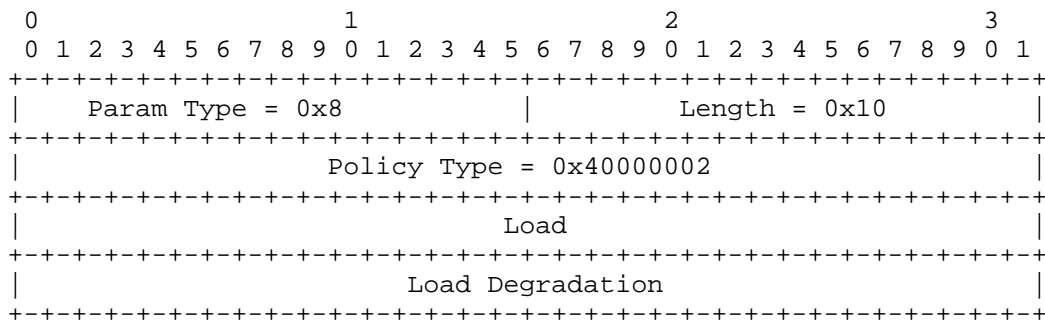 0                   1                   2                   3
 0 1 2 3 4 5 6 7 8 9 0 1 2 3 4 5 6 7 8 9 0 1 2 3 4 5 6 7 8 9 0 1
+-+-+-+-+-+-+-+-+-+-+-+-+-+-+-+-+-+-+-+-+-+-+-+-+-+-+-+-+-+-+-+-+
|    Param Type = 0x8           |         Length = 0x10         |
+-+-+-+-+-+-+-+-+-+-+-+-+-+-+-+-+-+-+-+-+-+-+-+-+-+-+-+-+-+-+-+-+
|                   Policy Type = 0x40000002                    |
+-+-+-+-+-+-+-+-+-+-+-+-+-+-+-+-+-+-+-+-+-+-+-+-+-+-+-+-+-+-+-+-+
|                              Load                             |
+-+-+-+-+-+-+-+-+-+-+-+-+-+-+-+-+-+-+-+-+-+-+-+-+-+-+-+-+-+-+-+-+
|                        Load Degradation                       |
+-+-+-+-+-+-+-+-+-+-+-+-+-+-+-+-+-+-+-+-+-+-+-+-+-+-+-+-+-+-+-+-+